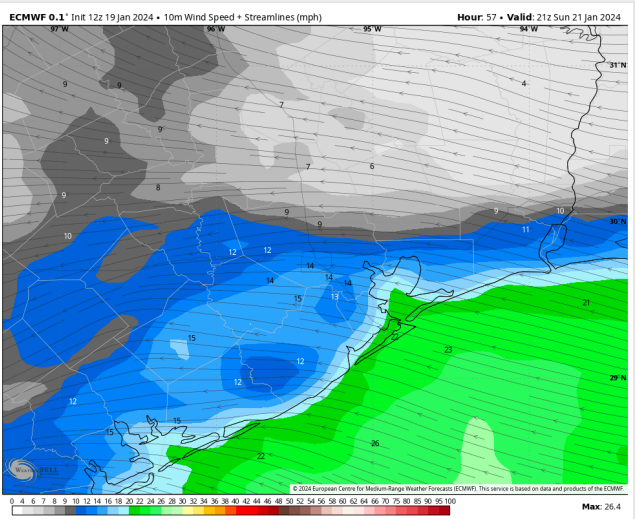 ECMWF 0.1° Init 12z 19 Jan 2024 • 10m Wind Speed + Streamlines (mph)
Hour: 57 • Valid: 21z Sun 21 Jan 2024
97°W 96°W 95°W 94°W
31°N
9 9 4
7
9
9
7 6
8
9
9 9 9 10
30°N
10 11
12 12
14
14 14 14
15 13
21
15 22 23
12 29°N
12
12
15
15
26
22
WeatherBELL
© 2024 European Centre for Medium-Range Weather Forecasts (ECMWF). This service is based on data and products of the ECMWF.
0 4 6 7 8 9 10 12 14 16 18 20 22 24 26 28 30 32 34 36 38 40 42 44 46 48 50 52 54 56 58 60 62 64 66 70 75 80 85 90 95 100
Max: 26.4